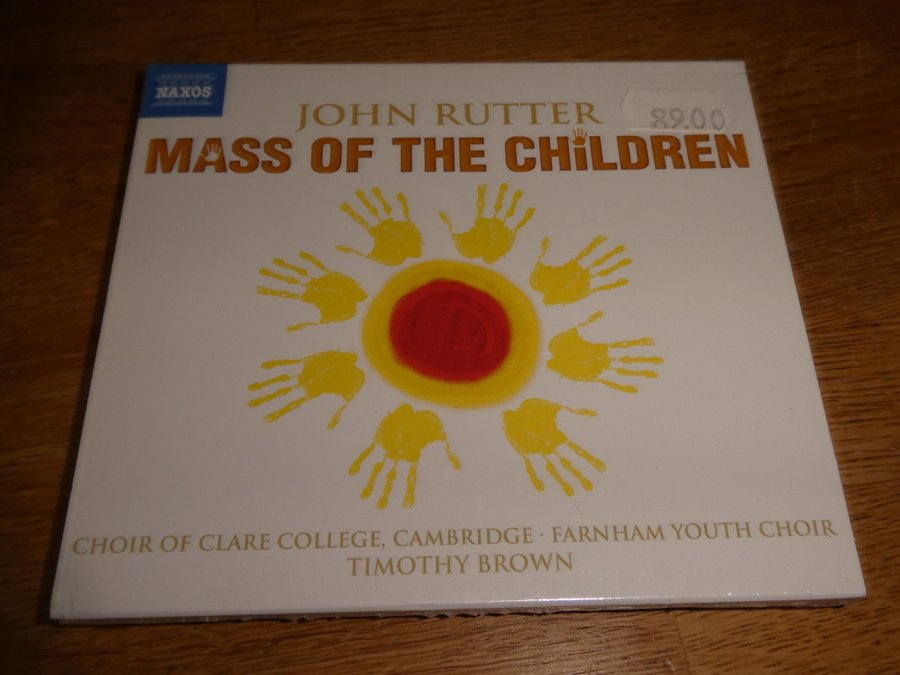 NAXOS
JOHN RUTTER
89.00
MASS OF THE CHiLDREN
CHOIR OF CLARE COLLEGE, CAMBRIDGE · FARNHAM YOUTH CHOIR
TIMOTHY BROWN